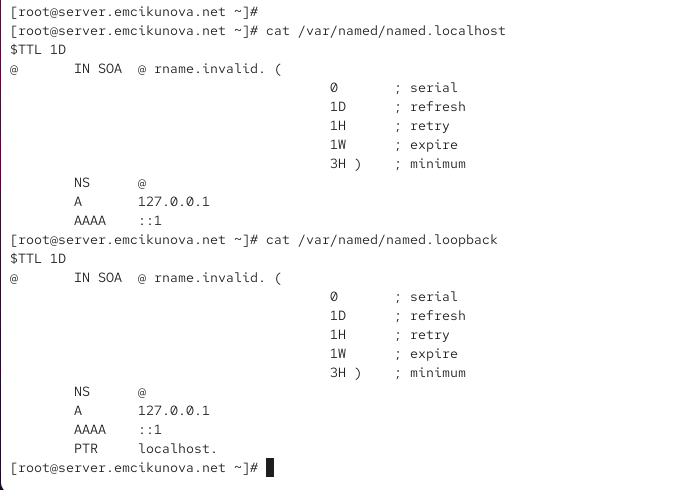 [root@server.emcikunova.net ~]#
[root@server.emcikunova.net ~]# cat /var/named/named.localhost
$TTL 1D
@       IN SOA  @ rname.invalid. (
                                        0       ; serial
                                        1D      ; refresh
                                        1H      ; retry
                                        1W      ; expire
                                        3H )    ; minimum
        NS      @
        A       127.0.0.1
        AAAA    ::1
[root@server.emcikunova.net ~]# cat /var/named/named.loopback
$TTL 1D
@       IN SOA  @ rname.invalid. (
                                        0       ; serial
                                        1D      ; refresh
                                        1H      ; retry
                                        1W      ; expire
                                        3H )    ; minimum
        NS      @
        A       127.0.0.1
        AAAA    ::1
        PTR     localhost.
[root@server.emcikunova.net ~]#